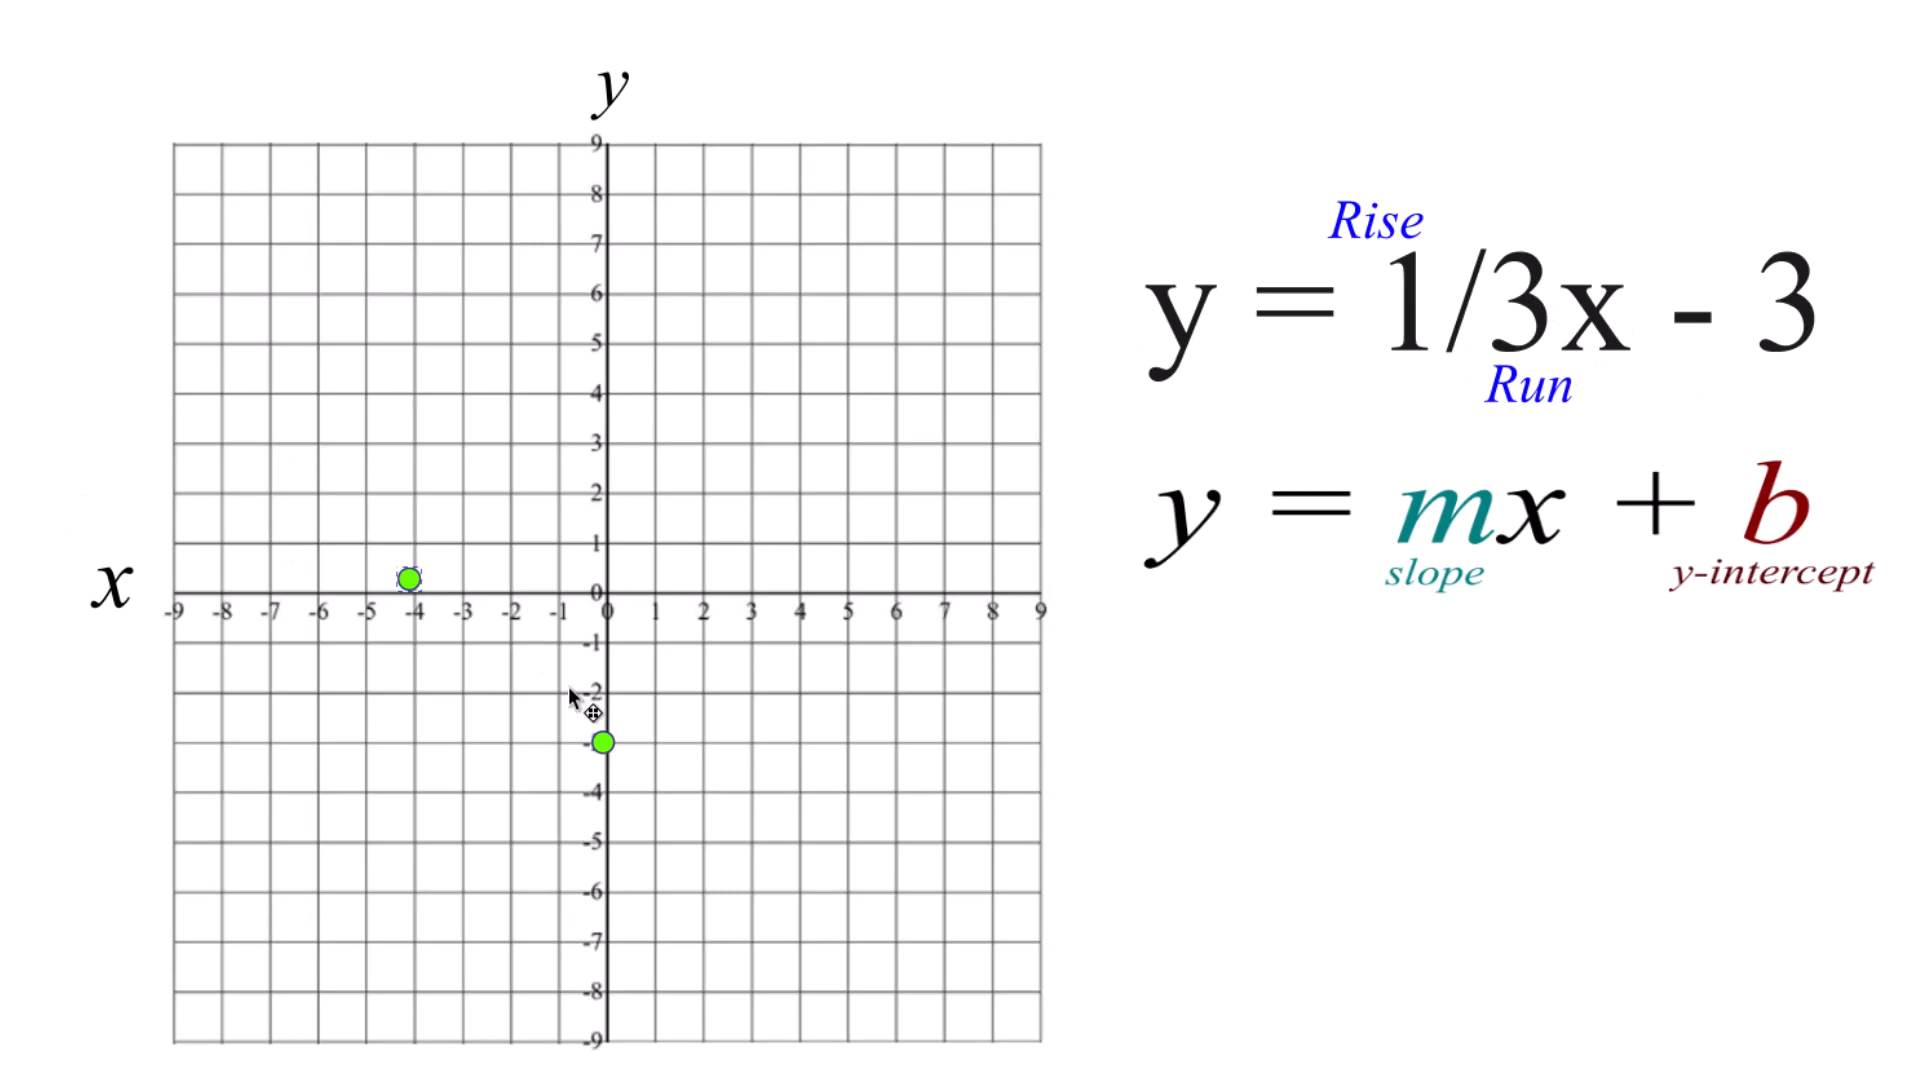 y
9
8
7
6
5
4
3
2
1
0
x
-9 -8 -7 -6 -5 -4 -3 -2 -1 0 1 2 3 4 5 6 7 8 9
-1
-2
-4
-5
-6
-7
-8
-9
Rise
y = 1/3x - 3
Run
y = mx + b
slope y-intercept